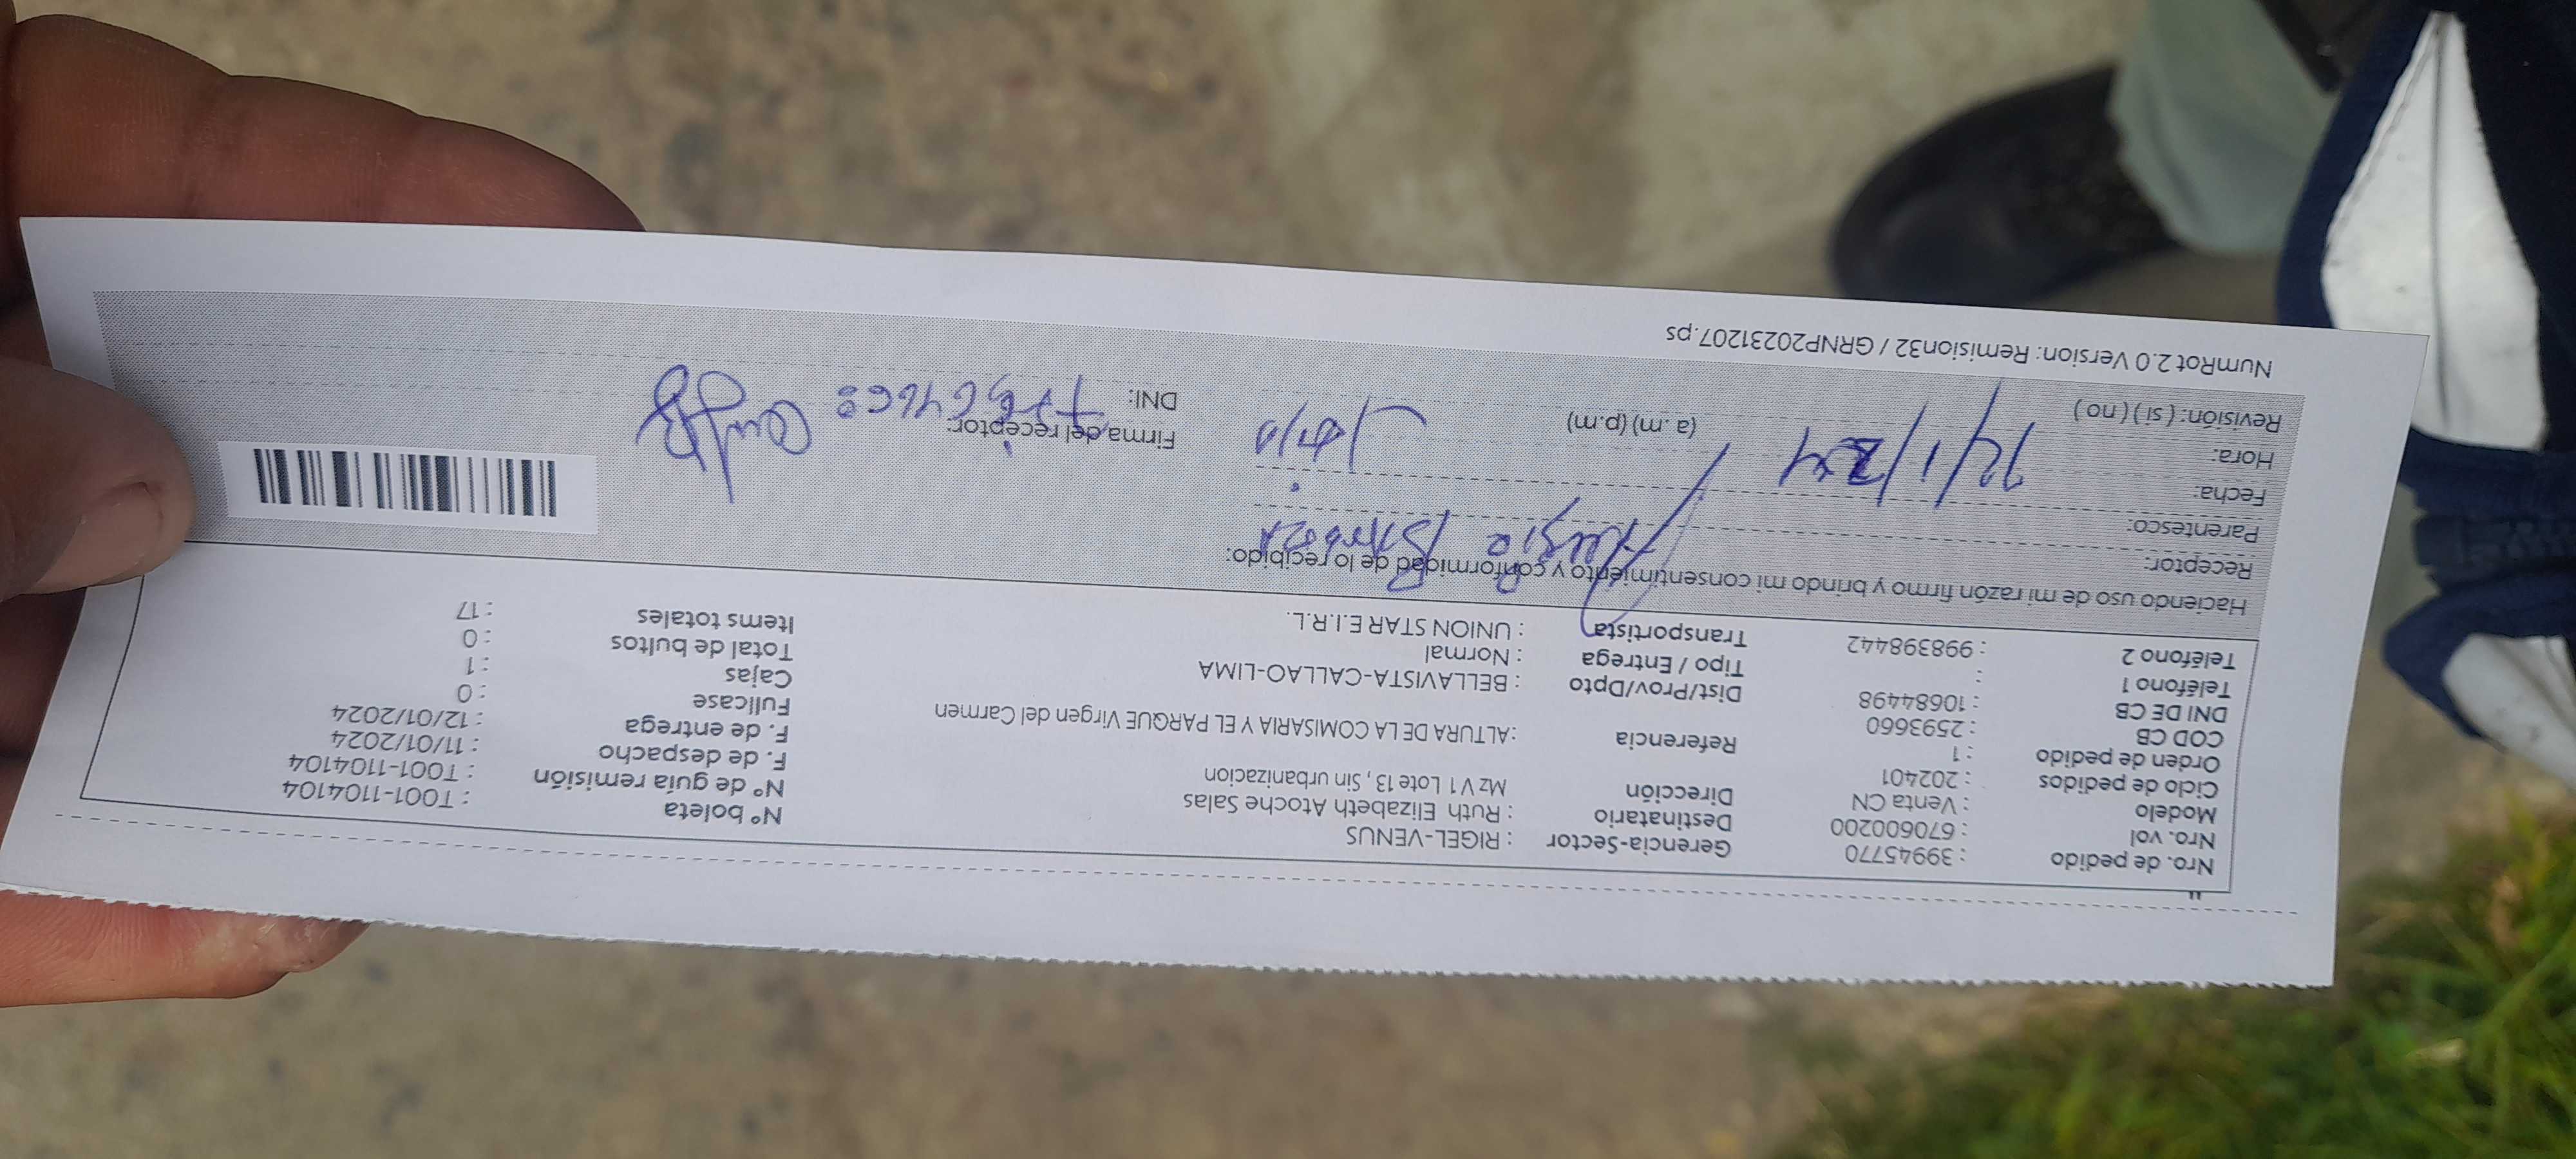 Nro. de pedido : 39945770 Gerencia-Sector : RIGEL-VENUS Nº boleta : T001-1104104
Nro. vol : 670600200 Destinatario : Ruth Elizabeth Atoche Salas Nº de guía remisión : T001-1104104
Modelo : Venta CN Dirección Mz V1 Lote 13, Sin urbanizacion F. de despacho : 11/01/2024
Ciclo de pedidos : 202401 F. de entrega : 12/01/2024
Orden de pedido : 1 Referencia :ALTURA DE LA COMISARIA Y EL PARQUE Virgen del Carmen Fullcase : 0
COD CB : 2593660 Dist/Prov/Dpto : BELLAVISTA-CALLAO-LIMA Cajas : 1
DNI DE CB : 10684498 Tipo / Entrega : Normal Total de bultos : 0
Teléfono 1 : Transportista : UNION STAR E.I.R.L. Items totales : 17
Teléfono 2 : 998398442
Haciendo uso de mi razón firmo y brindo mi consentimiento y conformidad de lo recibido:
Receptor:
Parentesco:
Fecha:
Hora: (a.m) (p.m) Firma del receptor:
Revisión: ( si ) ( no ) DNI:
NumRot 2.0 Version: Remision32 / GRNP20231207.ps